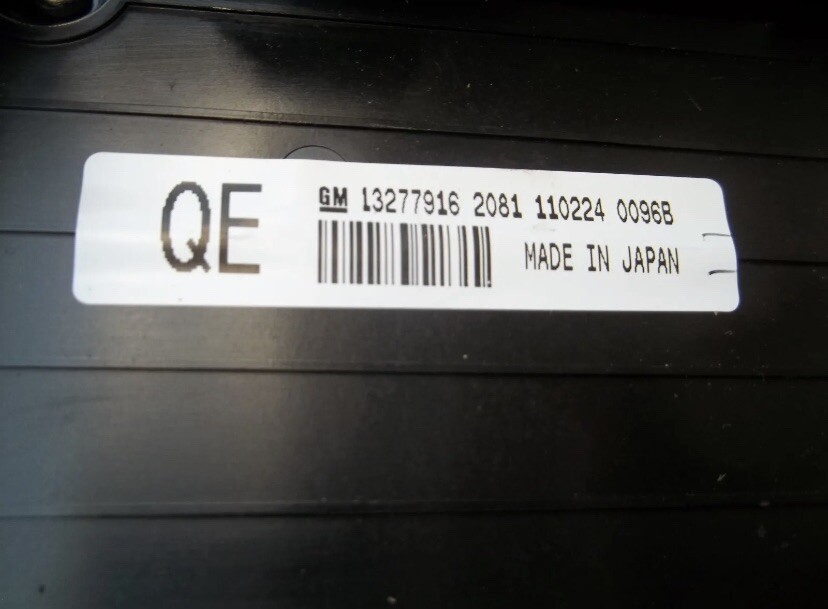 QE
GM 13277916 2081 110224 0096B
MADE IN JAPAN